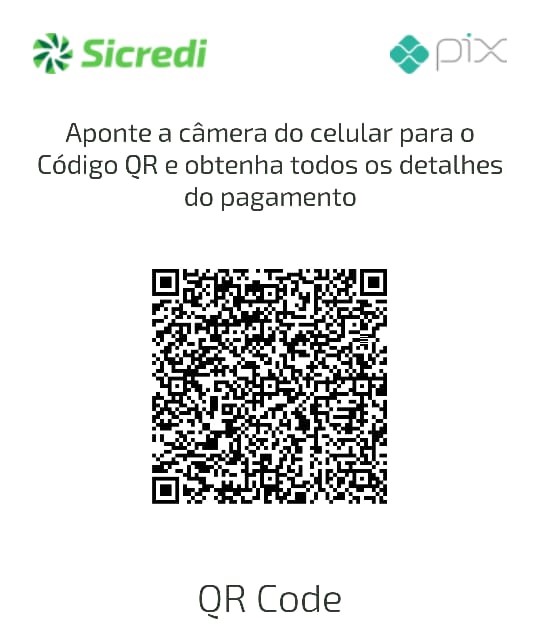 Sicredi
pix
Aponte a câmera do celular para o
Código QR e obtenha todos os detalhes
do pagamento
QR Code